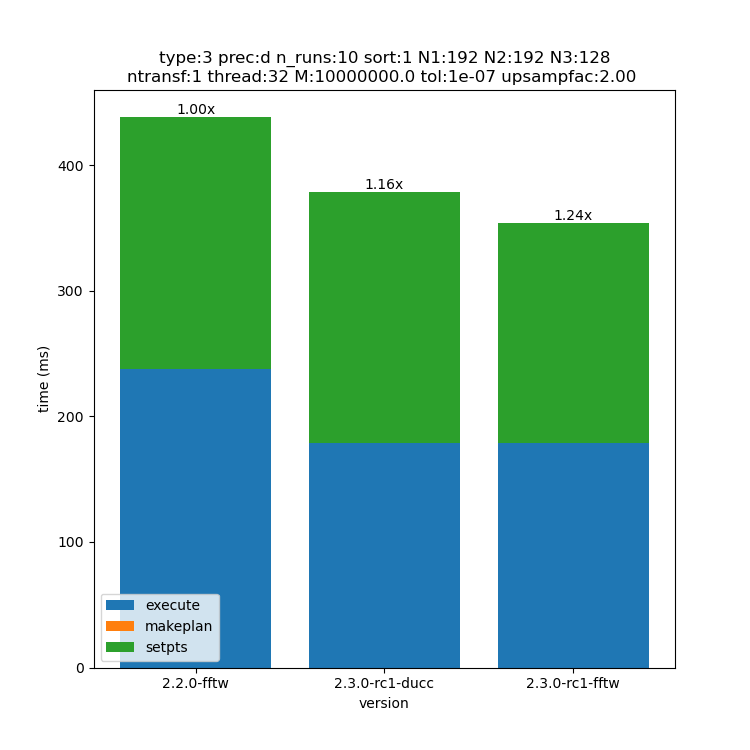 type:3 prec:d n_runs:10 sort:1 N1:192 N2:192 N3:128
ntransf:1 thread:32 M:10000000.0 tol:1e-07 upsampfac:2.00
1.00x
1.16x
1.24x
400
300
200
100
0
time (ms)
execute
makeplan
setpts
2.2.0-fftw
2.3.0-rc1-ducc
2.3.0-rc1-fftw
version